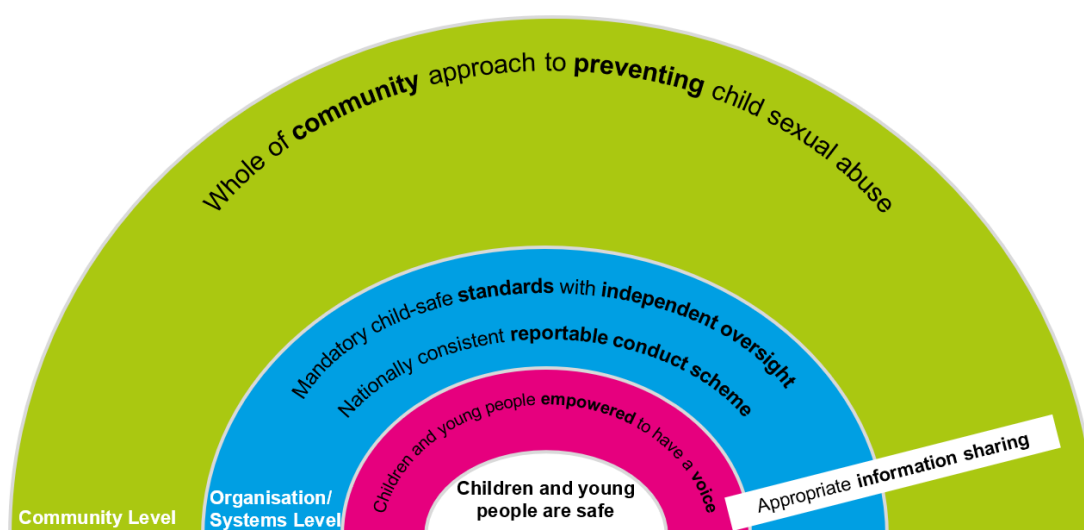 Whole of community approach to preventing child sexual abuse
Mandatory child-safe standards with independent oversight
Nationally consistent reportable conduct scheme
Children and young people empowered to have a voice
Children and young
people are safe
Appropriate information sharing
Organisation/
Systems Level
Community Level